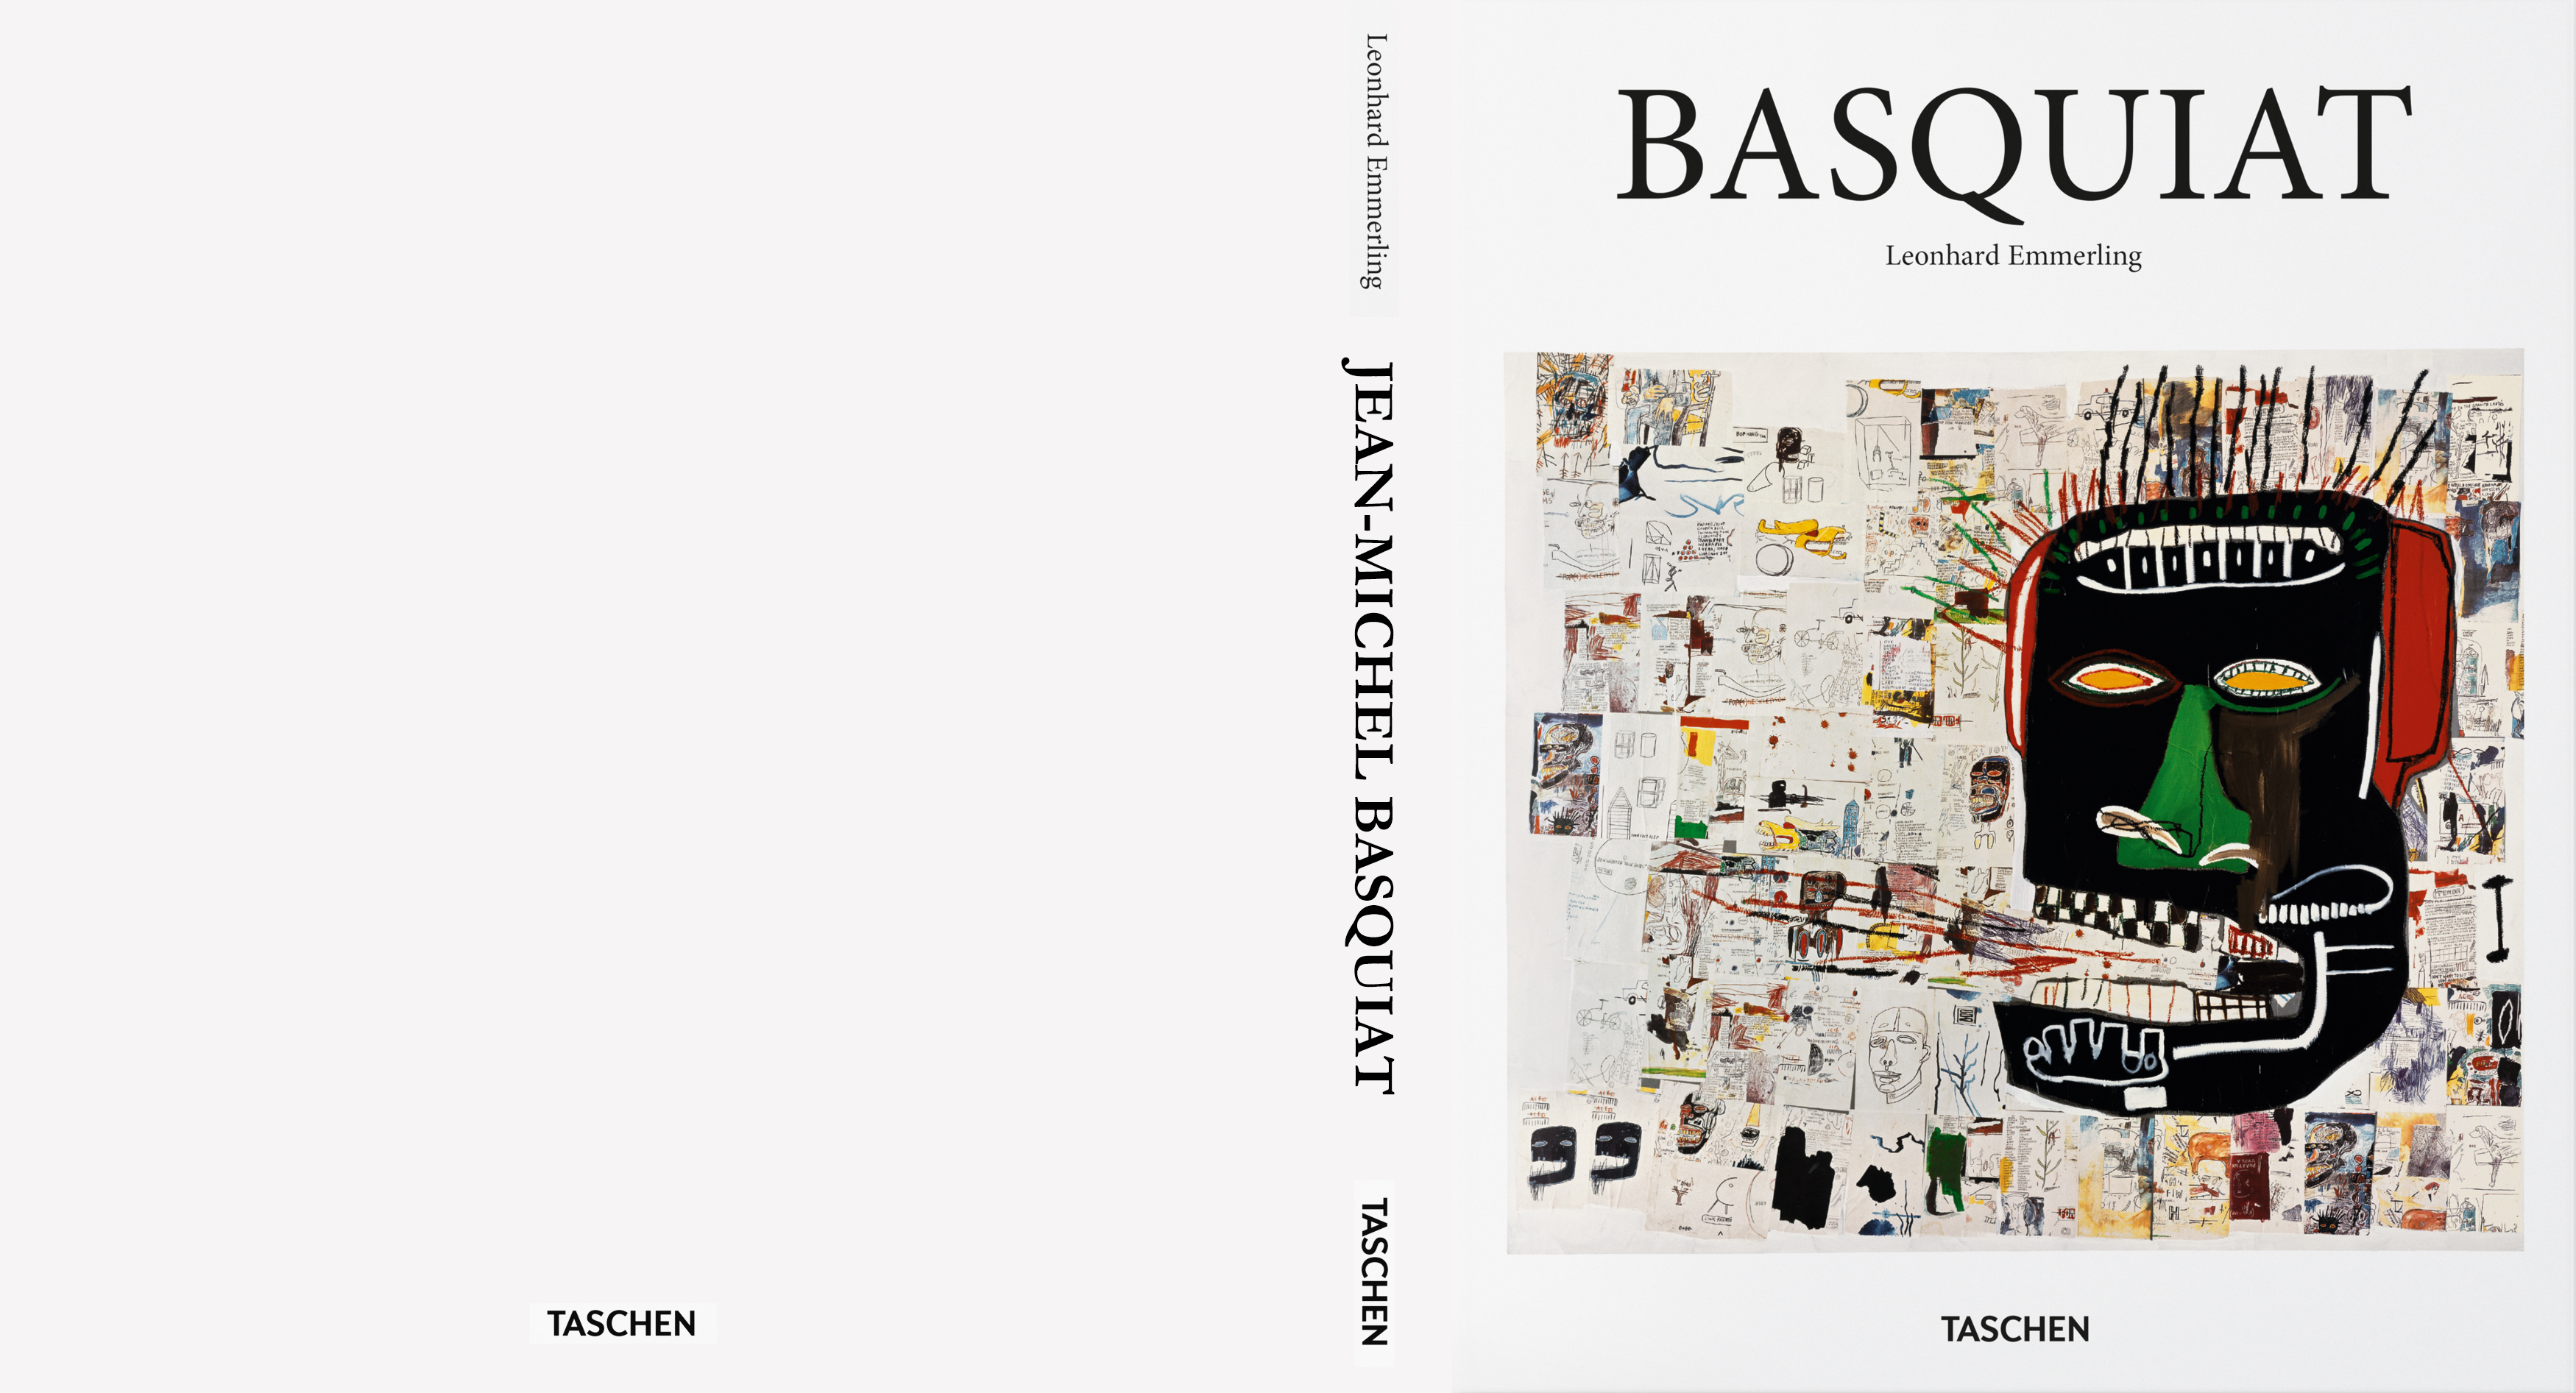 TASCHEN
Leonhard Emmerling
JEAN-MICHEL BASQUIAT
TASCHEN
BASQUIAT
Leonhard Emmerling
TASCHEN